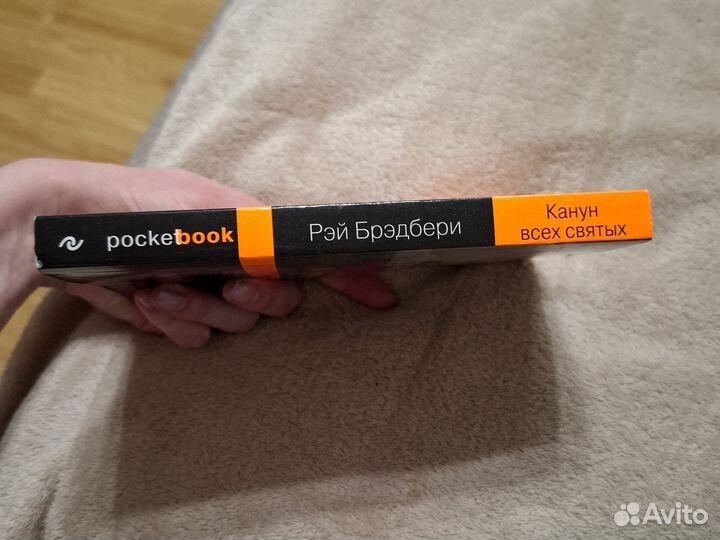 pocketbook
Рэй Брэдбери
Канун
всех святых
Avito